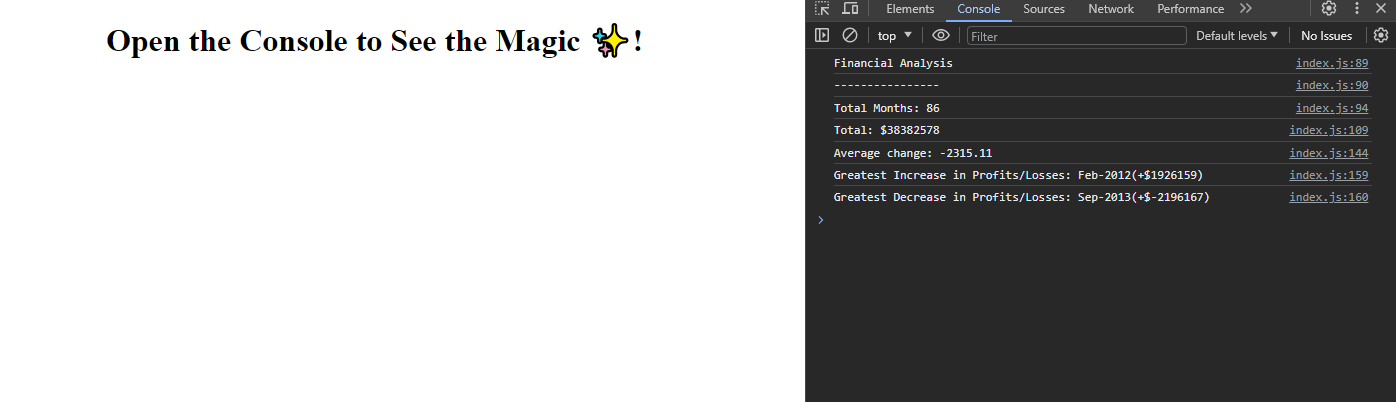 Open the Console to See the Magic ✨!
Elements Console Sources Network Performance
top Filter Default levels No Issues
Financial Analysis index.js:89
---------------- index.js:90
Total Months: 86 index.js:94
Total: $38382578 index.js:109
Average change: -2315.11 index.js:144
Greatest Increase in Profits/Losses: Feb-2012(+$1926159) index.js:159
Greatest Decrease in Profits/Losses: Sep-2013(+$-2196167) index.js:160